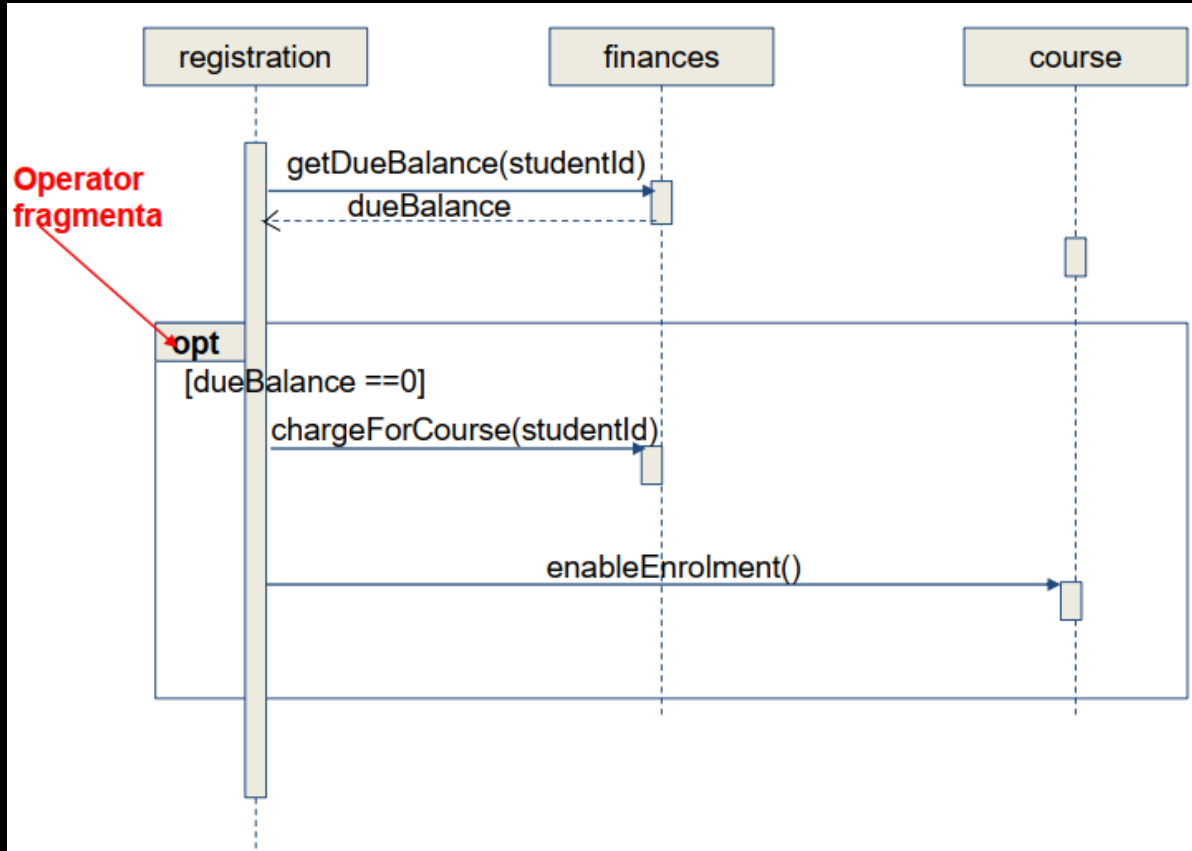 registration
finances
course
getDueBalance(studentId)
Operator
fragmenta
dueBalance
opt
[dueBalance ==0]
chargeForCourse(studentId)
enableEnrolment()